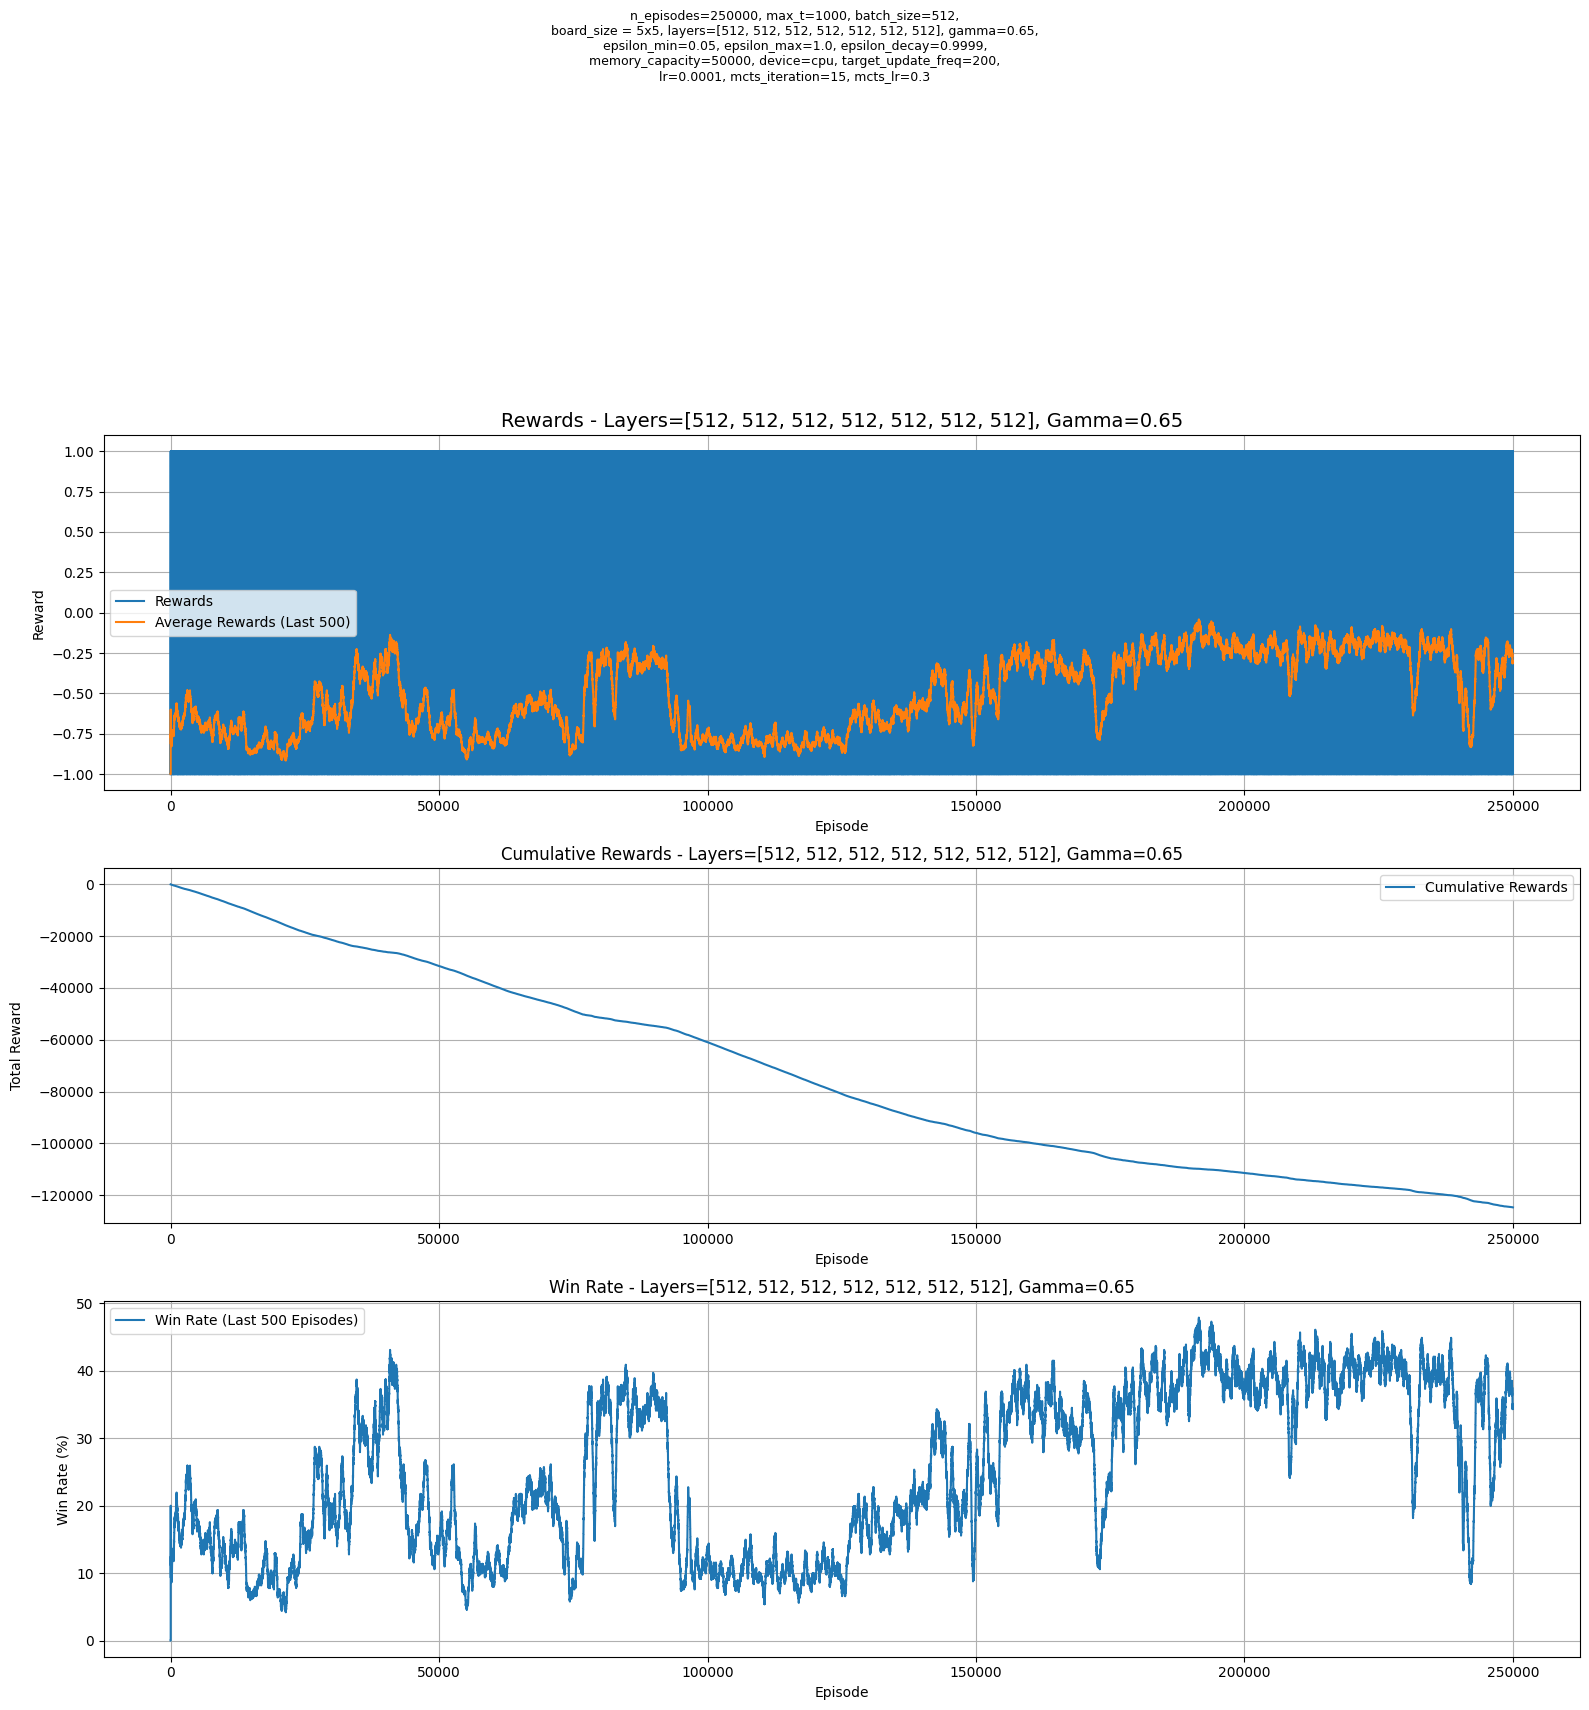 n_episodes=250000, max_t=1000, batch_size=512,
board_size = 5x5, layers=[512, 512, 512, 512, 512, 512, 512], gamma=0.65,
epsilon_min=0.05, epsilon_max=1.0, epsilon_decay=0.9999,
memory_capacity=50000, device=cpu, target_update_freq=200,
lr=0.0001, mcts_iteration=15, mcts_lr=0.3
Rewards - Layers=[512, 512, 512, 512, 512, 512, 512], Gamma=0.65
1.00
0.75
0.50
0.25
0.00
−0.25
−0.50
−0.75
−1.00
Reward
Rewards
Average Rewards (Last 500)
0 50000 100000 150000 200000 250000
Episode
Cumulative Rewards - Layers=[512, 512, 512, 512, 512, 512, 512], Gamma=0.65
0
−20000
−40000
−60000
−80000
−100000
−120000
Total Reward
Cumulative Rewards
0 50000 100000 150000 200000 250000
Episode
Win Rate - Layers=[512, 512, 512, 512, 512, 512, 512], Gamma=0.65
50
40
30
20
10
0
Win Rate (%)
Win Rate (Last 500 Episodes)
0 50000 100000 150000 200000 250000
Episode